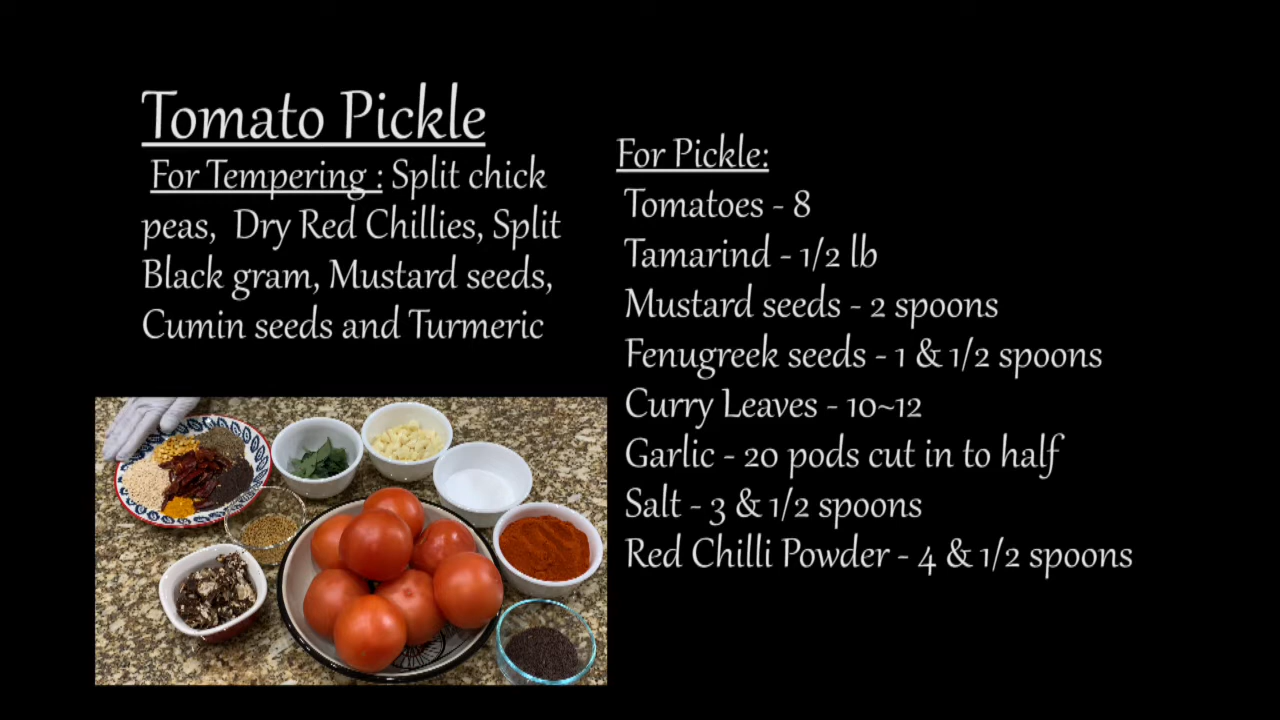 Tomato Pickle
For Tempering : Split chick
peas, Dry Red Chillies, Split
Black gram, Mustard seeds,
Cumin seeds and Turmeric
For Pickle:
Tomatoes - 8
Tamarind - 1/2 lb
Mustard seeds - 2 spoons
Fenugreek seeds - 1 & 1/2 spoons
Curry Leaves - 10~12
Garlic - 20 pods cut in to half
Salt - 3 & 1/2 spoons
Red Chilli Powder - 4 & 1/2 spoons